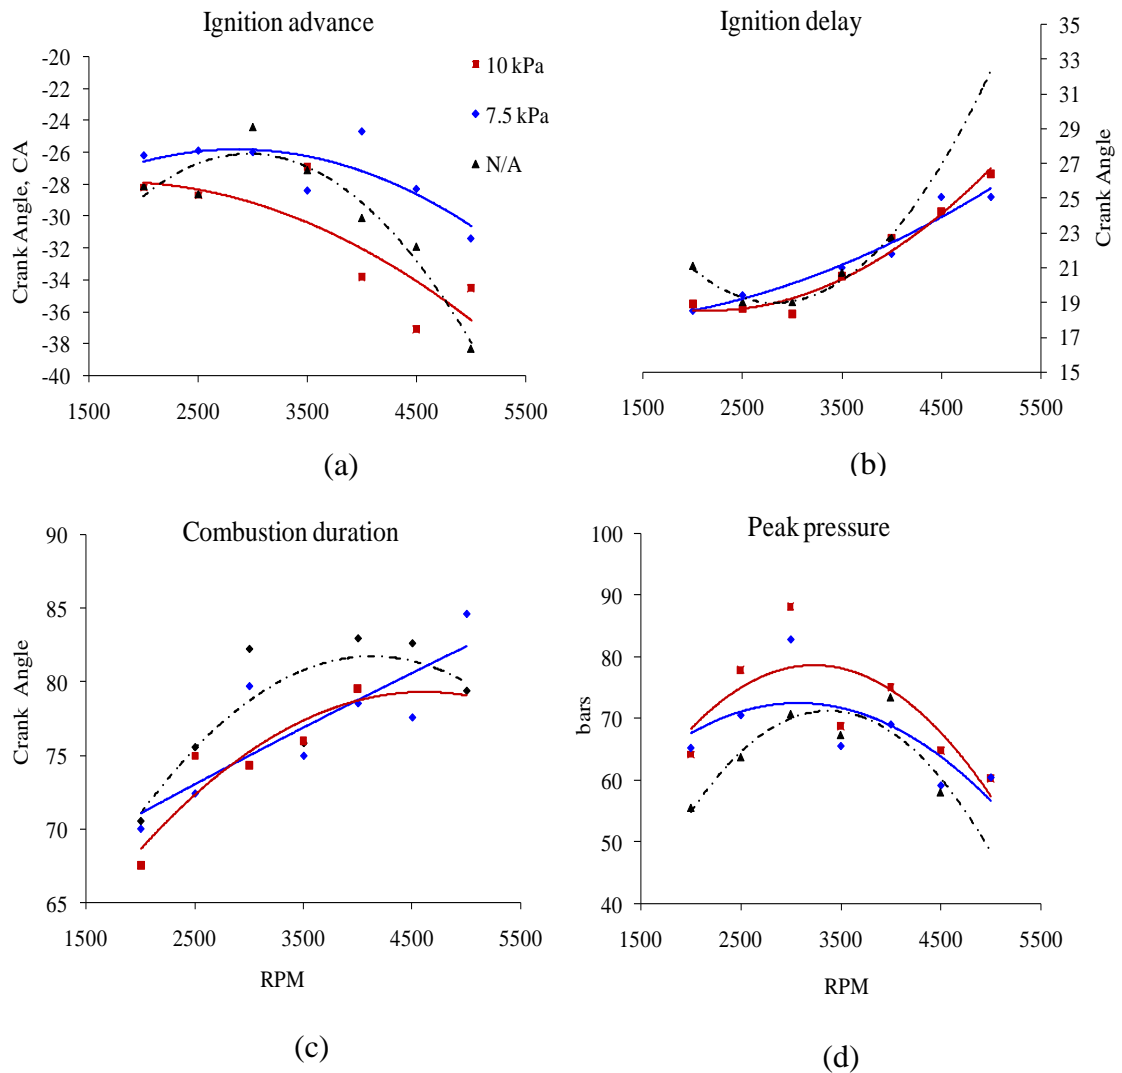 Ignition advance
-20
-22
-24
-26
-28
-30
-32
-34
-36
-38
-40
Crank Angle, CA
1500 2500 3500 4500 5500
10 kPa
7.5 kPa
N/A
(a)
Ignition delay
35
33
31
29
27
25
23
21
19
17
15
Crank Angle
1500 2500 3500 4500 5500
(b)
Combustion duration
90
85
80
75
70
65
Crank Angle
1500 2500 3500 4500 5500
RPM
(c)
Peak pressure
100
90
80
70
60
50
40
bars
1500 2500 3500 4500 5500
RPM
(d)